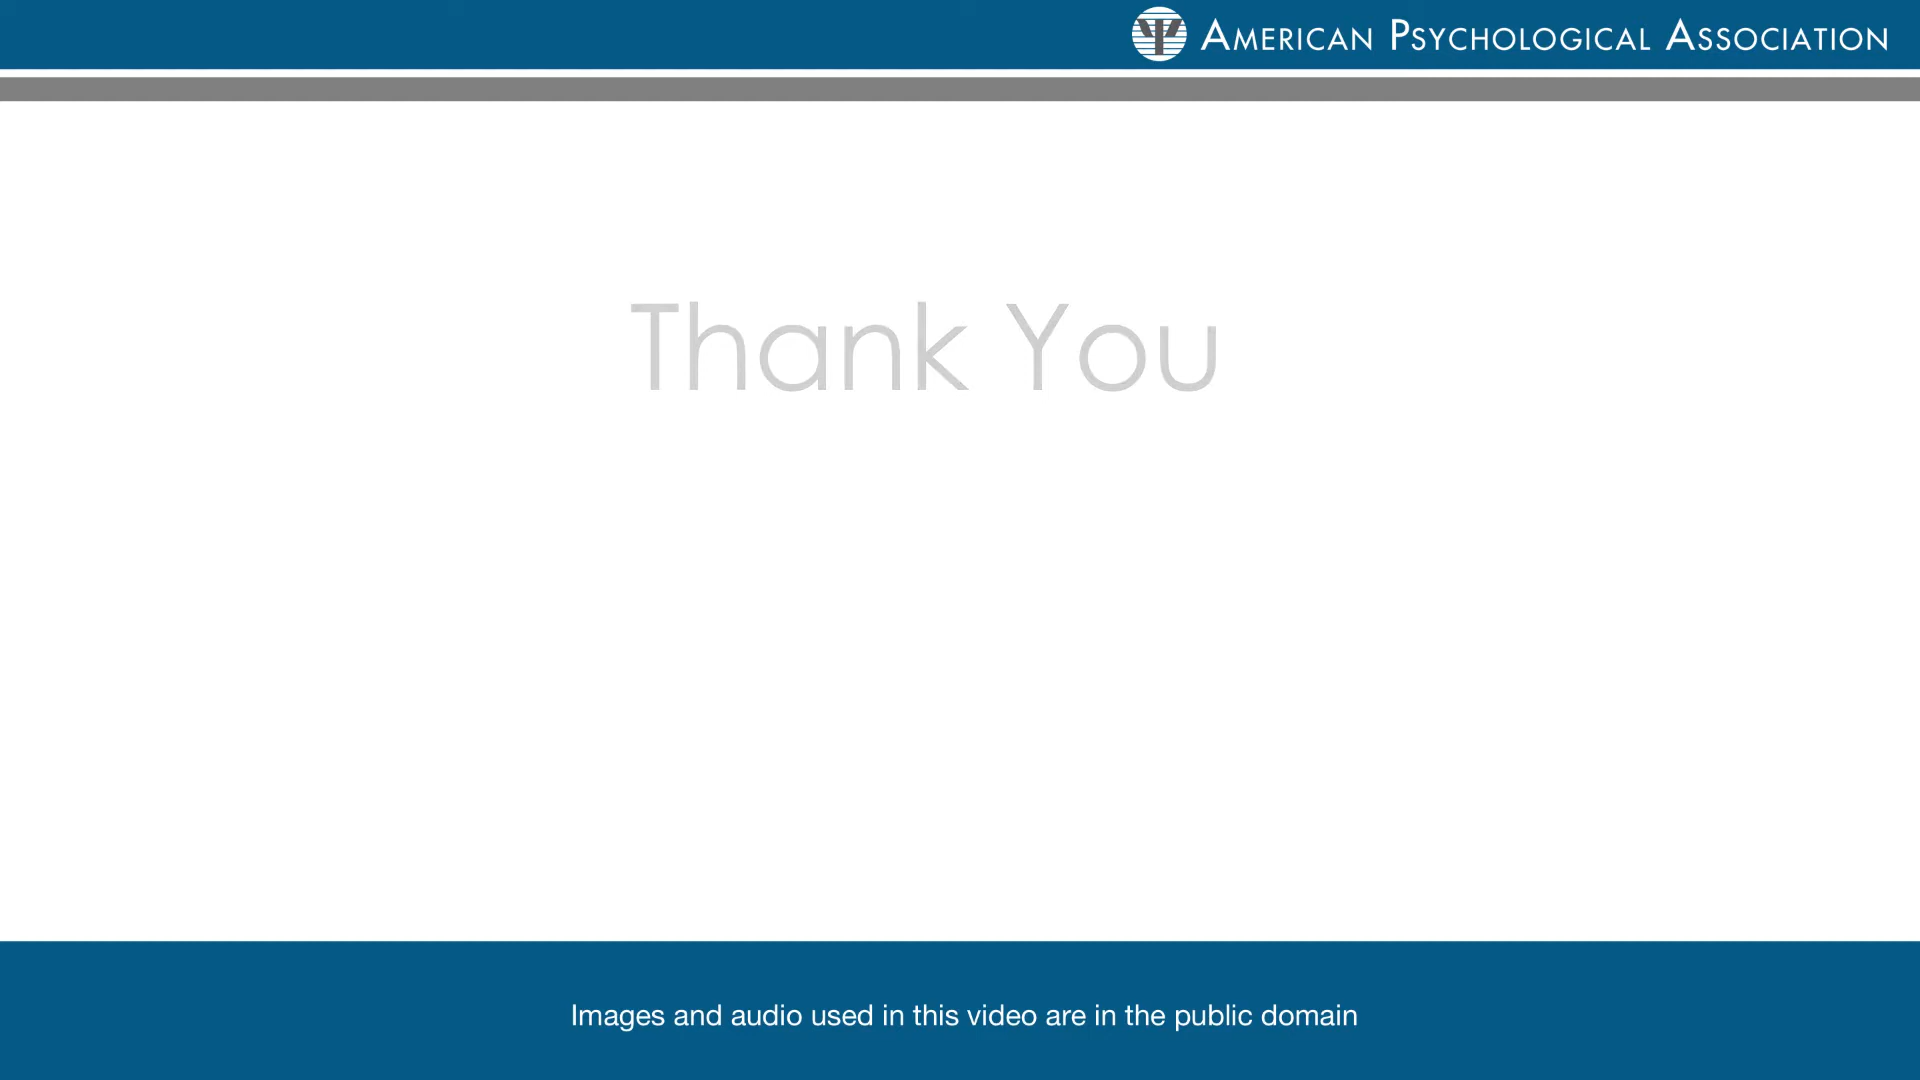 American Psychological Association
Thank You
Images and audio used in this video are in the public domain